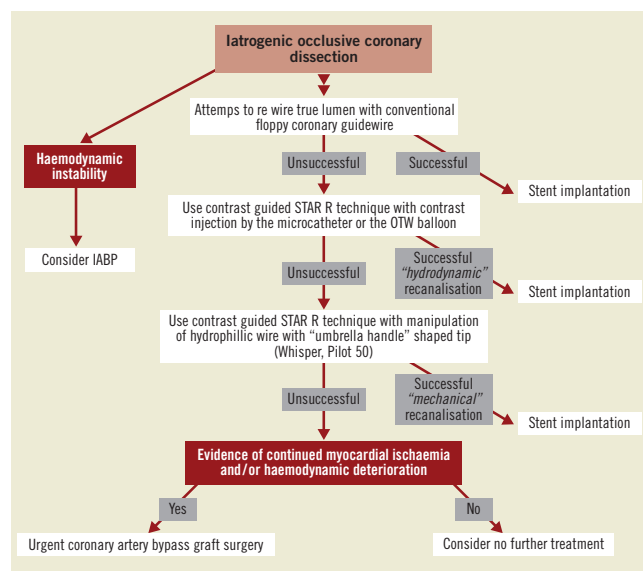 Iatrogenic occlusive coronary
dissection
Attemps to re wire true lumen with conventional
floppy coronary guidewire
Haemodynamic
instability
Unsuccessful
Successful
Stent implantation
Use contrast guided STAR R technique with contrast
injection by the microcatheter or the OTW balloon
Consider IABP
Unsuccessful
Successful
"hydrodynamic"
recanalisation
Stent implantation
Use contrast guided STAR R technique with manipulation
of hydrophillic wire with "umbrella handle" shaped tip
(Whisper, Pilot 50)
Unsuccessful
Successful
"mechanical"
recanalisation
Stent implantation
Evidence of continued myocardial ischaemia
and/or haemodynamic deterioration
Yes
No
Urgent coronary artery bypass graft surgery
Consider no further treatment